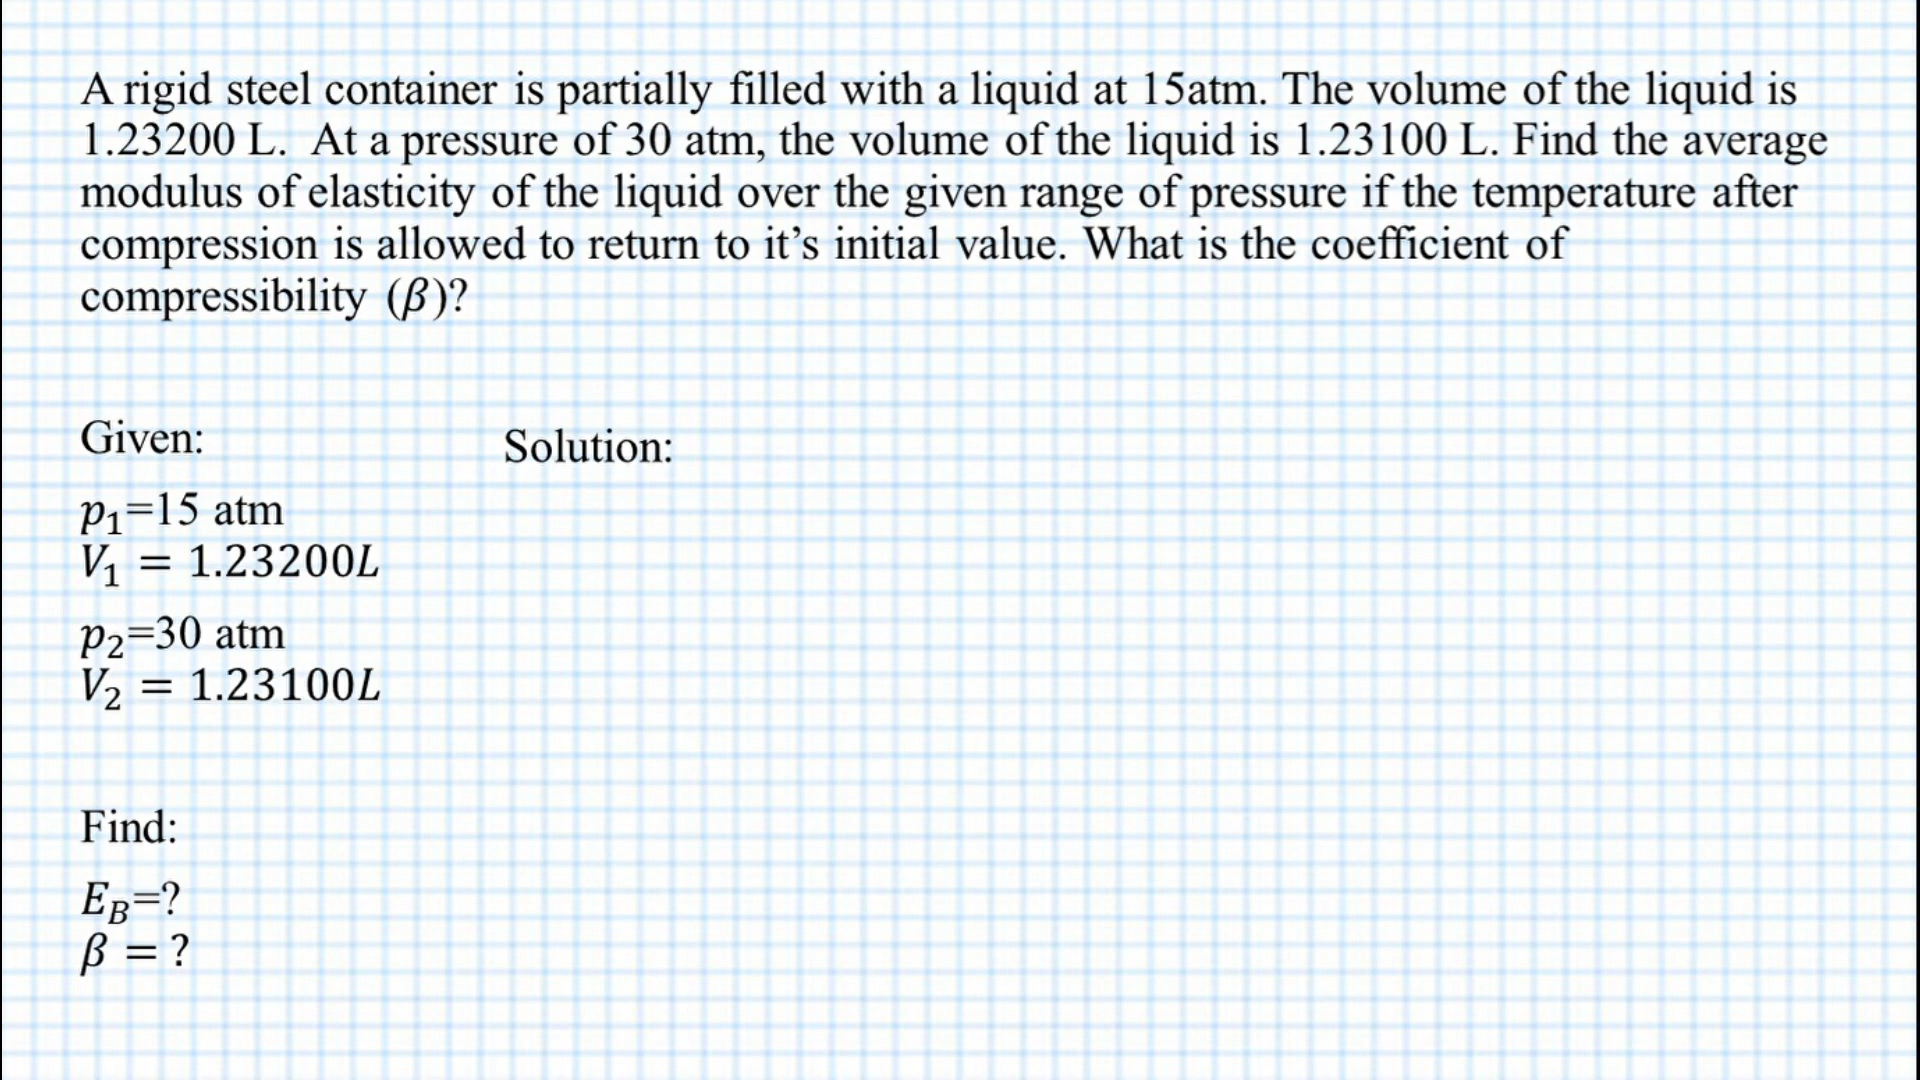 A rigid steel container is partially filled with a liquid at 15atm. The volume of the liquid is
1.23200 L. At a pressure of 30 atm, the volume of the liquid is 1.23100 L. Find the average
modulus of elasticity of the liquid over the given range of pressure if the temperature after
compression is allowed to return to it’s initial value. What is the coefficient of
compressibility (β)?
Given:
p₁=15 atm
V₁ = 1.23200L
p₂=30 atm
V₂ = 1.23100L
Find:
E_B=?
β = ?
Solution: